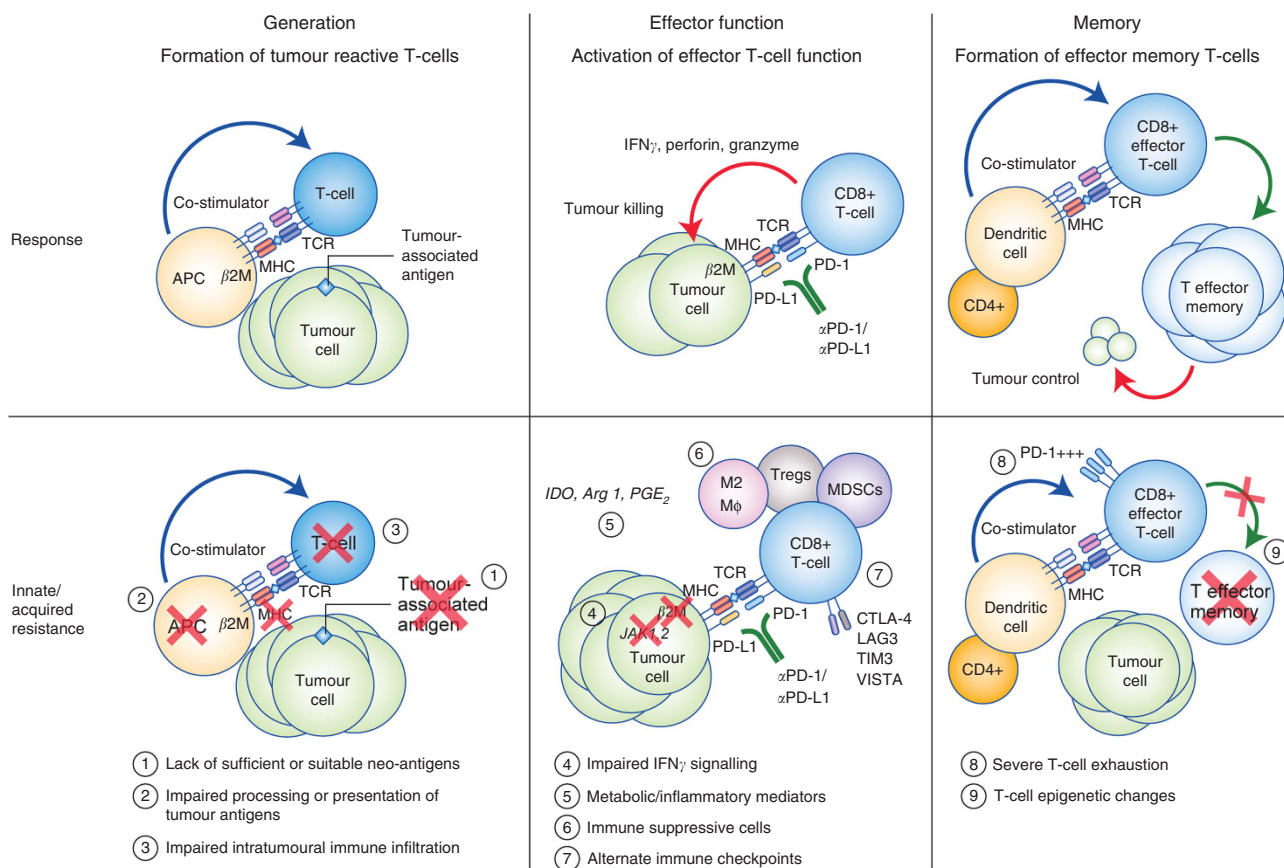 Generation
Formation of tumour reactive T-cells
Effector function
Activation of effector T-cell function
Memory
Formation of effector memory T-cells
Response
Co-stimulator
T-cell
TCR
MHC
β2M
APC
Tumour-
associated
antigen
Tumour
cell
IFNγ, perforin, granzyme
Tumour killing
CD8+
T-cell
TCR
MHC
β2M
PD-1
PD-L1
Tumour
cell
αPD-1/
αPD-L1
CD8+
effector
T-cell
Co-stimulator
TCR
MHC
Dendritic
cell
CD4+
T effector
memory
Tumour control
Innate/
acquired
resistance
Co-stimulator
T-cell
3
TCR
MHC
β2M
2
APC
Tumour-
associated
antigen
1
Tumour
cell
1 Lack of sufficient or suitable neo-antigens
2 Impaired processing or presentation of
tumour antigens
3 Impaired intratumoural immune infiltration
6
M2
Mϕ
Tregs
MDSCs
IDO, Arg 1, PGE₂
5
CD8+
T-cell
7
TCR
MHC
β2M
4
JAK1,2
Tumour
cell
PD-1
PD-L1
αPD-1/
αPD-L1
CTLA-4
LAG3
TIM3
VISTA
4 Impaired IFNγ signalling
5 Metabolic/inflammatory mediators
6 Immune suppressive cells
7 Alternate immune checkpoints
8
PD-1+++
CD8+
effector
T-cell
Co-stimulator
TCR
MHC
9
T effector
memory
Dendritic
cell
CD4+
Tumour
cell
8 Severe T-cell exhaustion
9 T-cell epigenetic changes